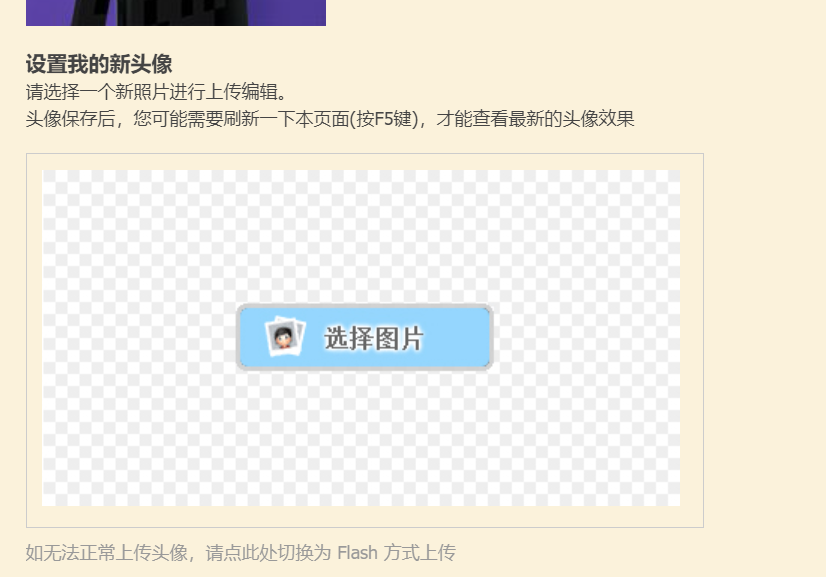 设置我的新头像
请选择一个新照片进行上传编辑。
头像保存后，您可能需要刷新一下本页面(按F5键)，才能查看最新的头像效果
选择图片
如无法正常上传头像，请点此处切换为 Flash 方式上传